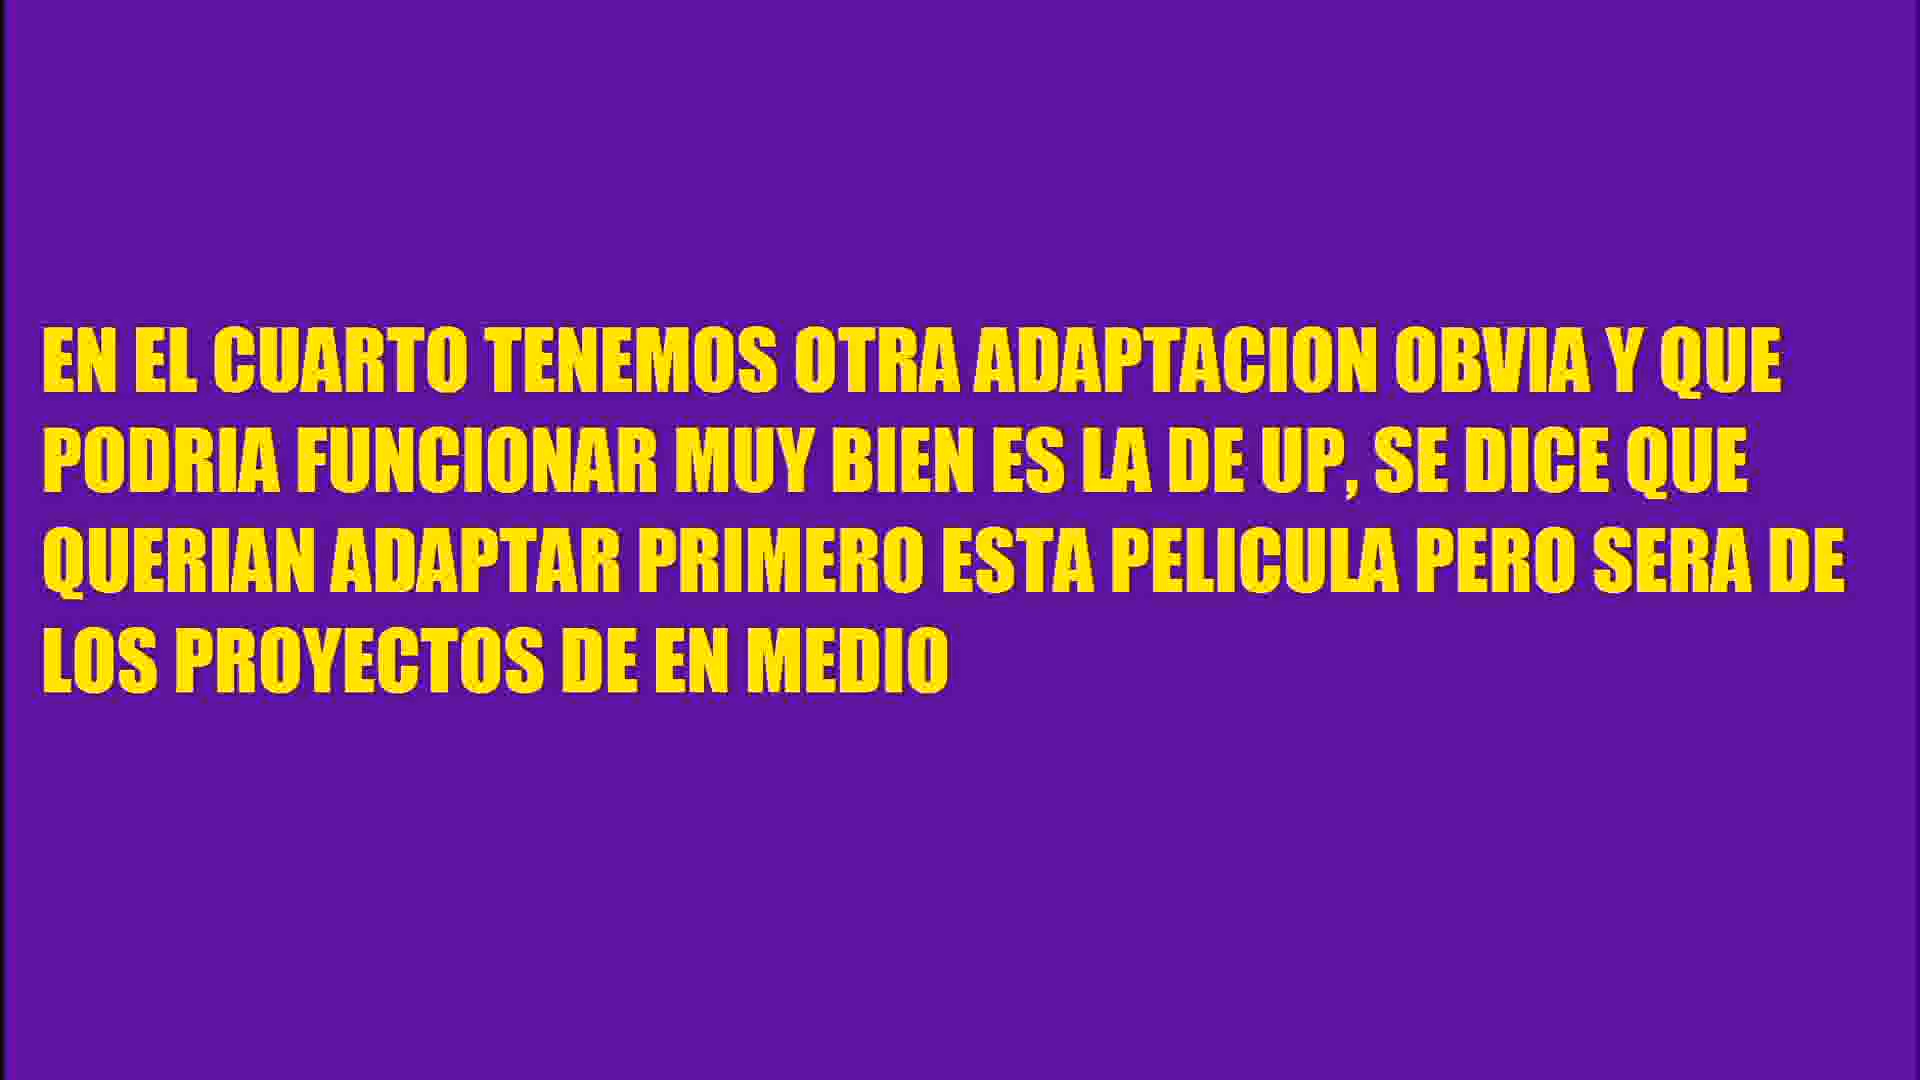 EN EL CUARTO TENEMOS OTRA ADAPTACION OBVIA Y QUE
PODRIA FUNCIONAR MUY BIEN ES LA DE UP, SE DICE QUE
QUERIAN ADAPTAR PRIMERO ESTA PELICULA PERO SERA DE
LOS PROYECTOS DE EN MEDIO